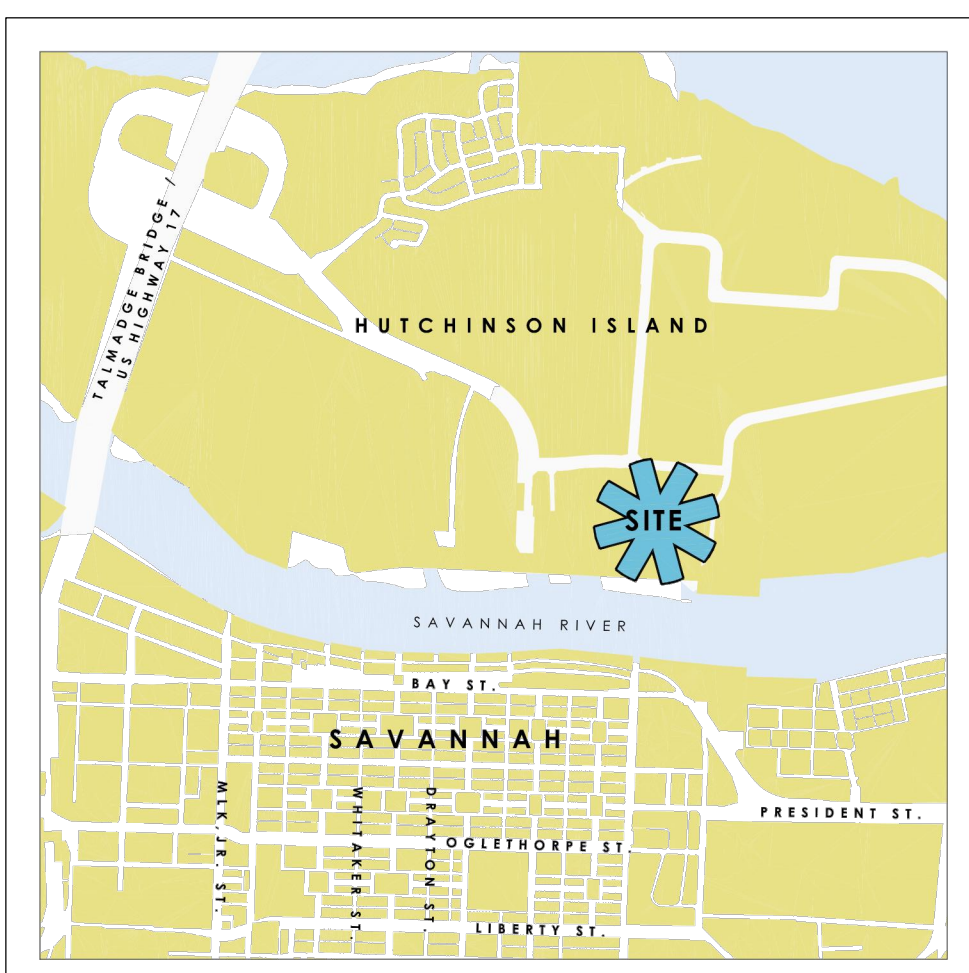 TALMADGE BRIDGE /
US HIGHWAY 17
HUTCHINSON ISLAND
SITE
SAVANNAH RIVER
BAY ST.
SAVANNAH
MLK, JR. ST.
WHITAKER ST.
DRAYTON ST.
PRESIDENT ST.
OGLETHORPE ST.
LIBERTY ST.